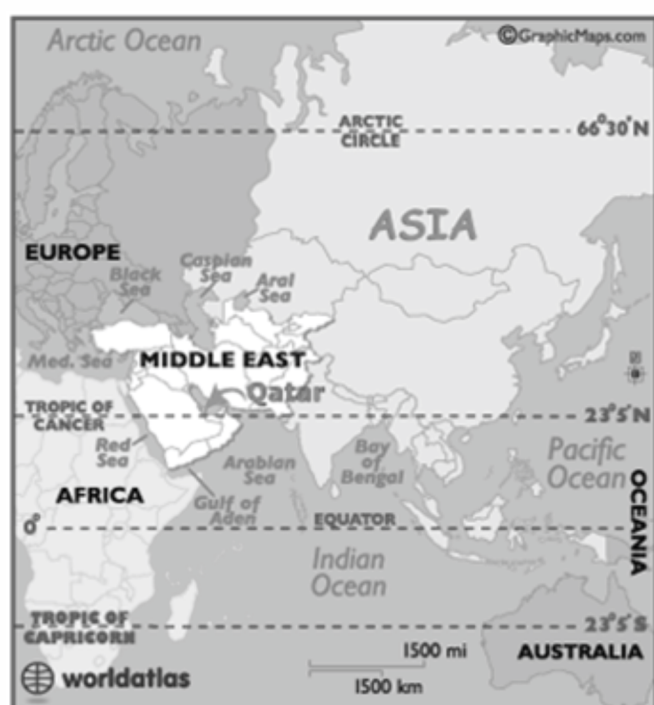 Arctic Ocean
©GraphicMaps.com
ARCTIC
CIRCLE
66°30'N
ASIA
EUROPE
Black
Sea
Caspian
Sea
Aral
Sea
Med. Sea
MIDDLE EAST
Qatar
TROPIC OF
CANCER
23°5'N
Red
Sea
Arabian
Sea
Bay
of
Bengal
Pacific
Ocean
OCEANIA
AFRICA
Gulf of
Aden
0°
EQUATOR
Indian
Ocean
TROPIC OF
CAPRICORN
23°5'S
1500 mi
1500 km
AUSTRALIA
worldatlas
N